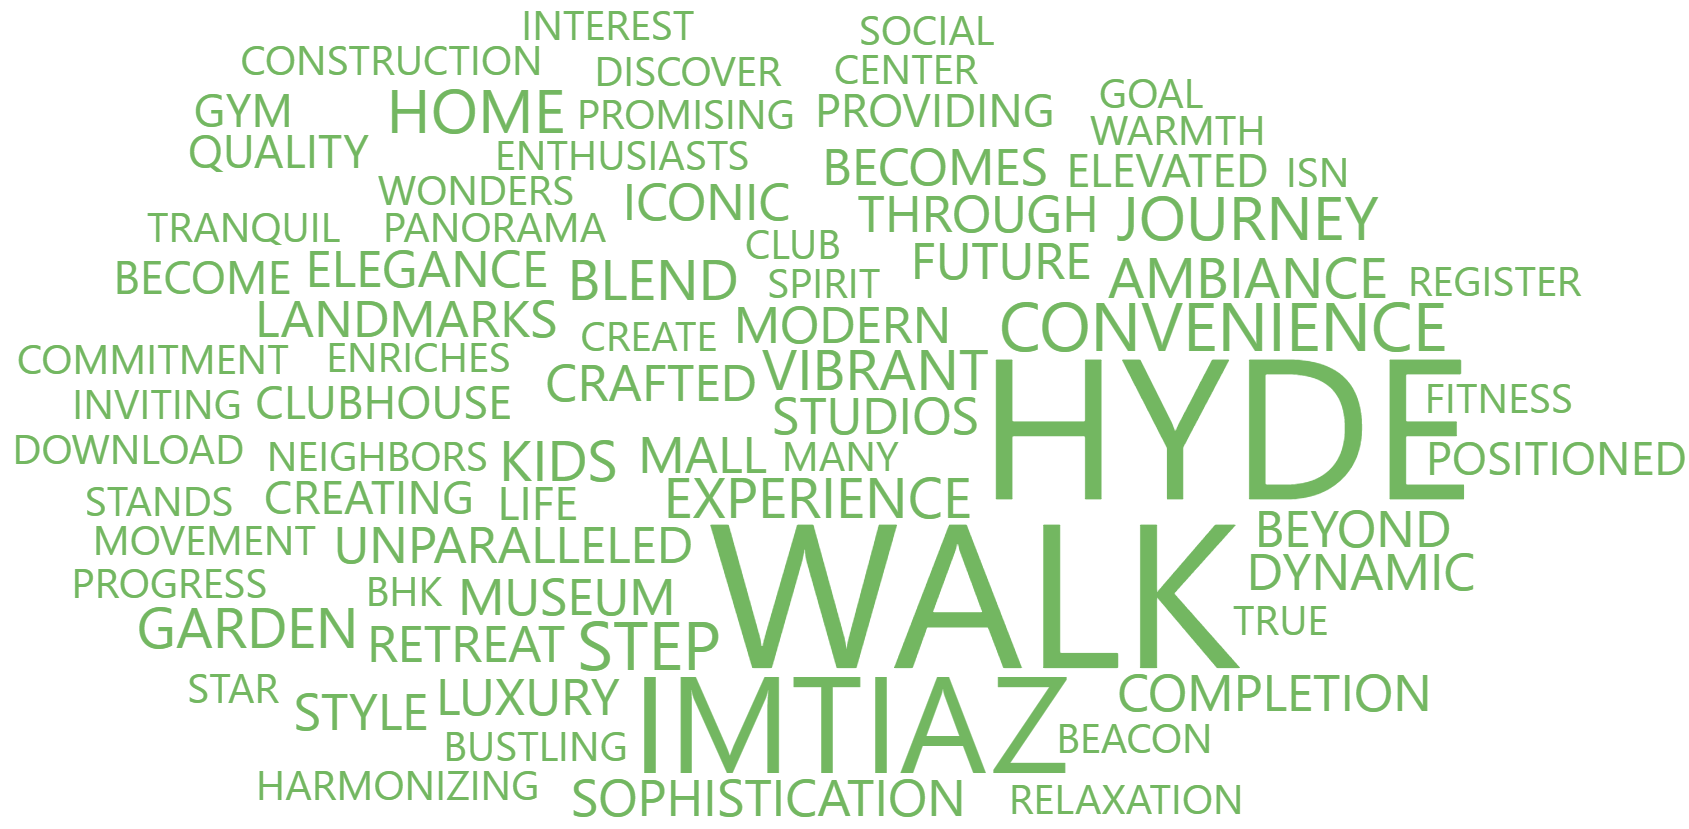 INTEREST
SOCIAL
CONSTRUCTION
DISCOVER
CENTER
GYM
HOME
PROMISING
PROVIDING
GOAL
WARMTH
QUALITY
ENTHUSIASTS
BECOMES
ELEVATED
ISN
WONDERS
ICONIC
THROUGH
JOURNEY
TRANQUIL
PANORAMA
CLUB
FUTURE
BECOME
ELEGANCE
BLEND
SPIRIT
AMBIANCE
REGISTER
LANDMARKS
CREATE
MODERN
CONVENIENCE
COMMITMENT
ENRICHES
CRAFTED
VIBRANT
HYDE
FITNESS
INVITING
CLUBHOUSE
STUDIOS
DOWNLOAD
NEIGHBORS
KIDS
MALL
MANY
POSITIONED
STANDS
CREATING
LIFE
EXPERIENCE
MOVEMENT
UNPARALLELED
WALK
BEYOND
DYNAMIC
PROGRESS
BHK
MUSEUM
TRUE
GARDEN
RETREAT
STEP
STAR
STYLE
LUXURY
IMTIAZ
COMPLETION
BUSTLING
BEACON
HARMONIZING
SOPHISTICATION
RELAXATION